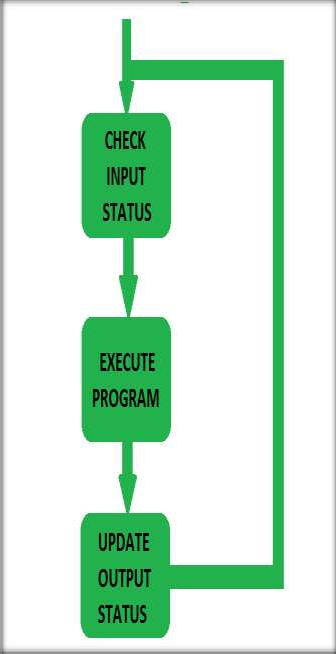 CHECK
INPUT
STATUS
EXECUTE
PROGRAM
UPDATE
OUTPUT
STATUS